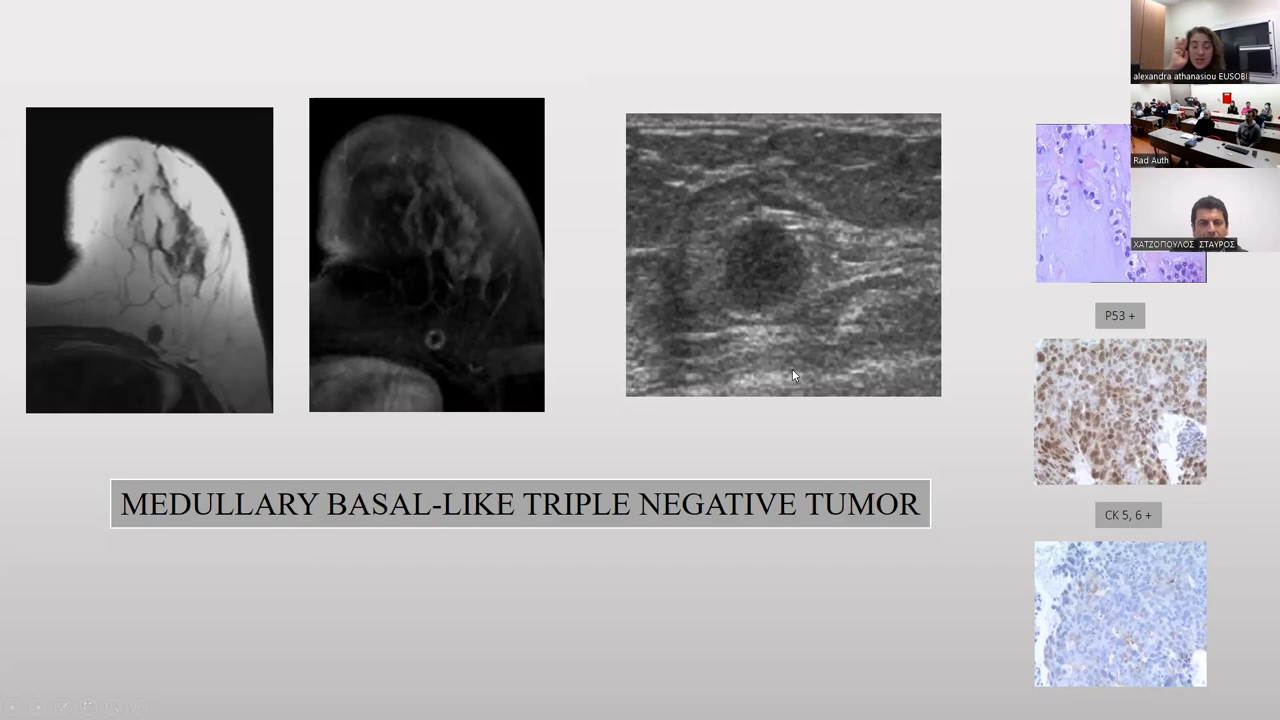 alexandra athanasiou EUSOBI
Rad Auth
ΧΑΤΖΟΠΟΥΛΟΣ ΣΤΑΥΡΟΣ
P53 +
MEDULLARY BASAL-LIKE TRIPLE NEGATIVE TUMOR
CK 5, 6 +